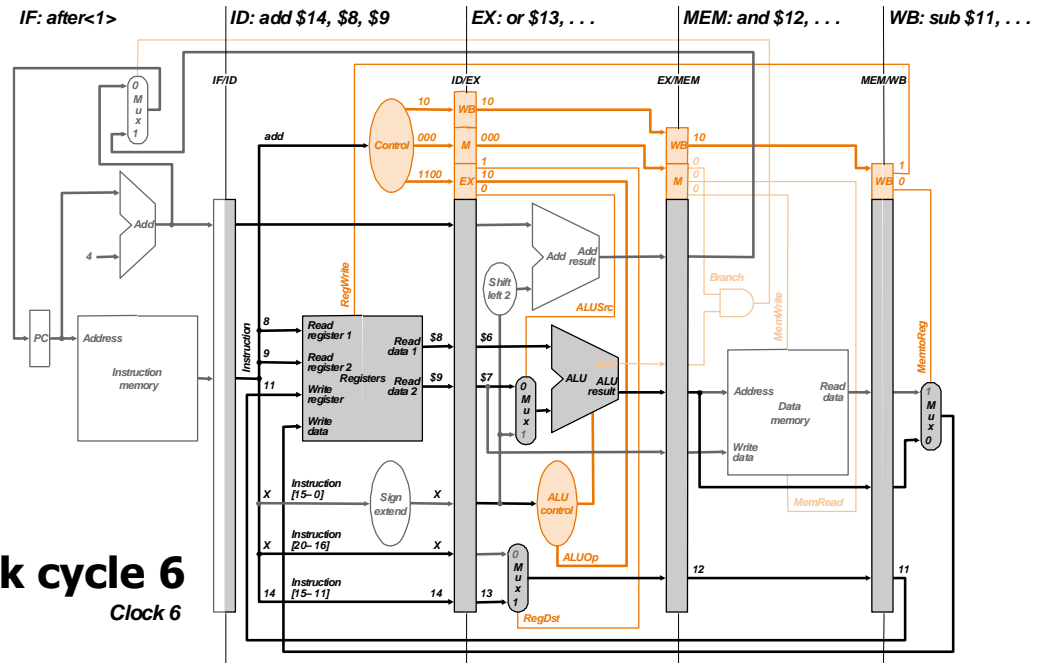 IF: after<1>
ID: add $14, $8, $9
EX: or $13, . . .
MEM: and $12, . . .
WB: sub $11, . . .
IF/ID
ID/EX
EX/MEM
MEM/WB
0
M
u
x
1
add
Control
10
000
1100
WB
M
EX
10
000
1
10
0
WB
M
10
0
0
0
WB
1
0
Add
4
RegWrite
Shift
left 2
Add
Add
result
ALUSrc
Branch
MemWrite
MemtoReg
PC
Address
Instruction
memory
Instruction
8
9
11
Read
register 1
Read
register 2
Write
register
Write
data
Registers
Read
data 1
Read
data 2
$8
$9
$6
$7
0
M
u
x
1
Zero
ALU
ALU
result
Address
Write
data
Data
memory
Read
data
1
M
u
x
0
MemRead
X
Instruction
[15– 0]
Sign
extend
X
ALU
control
X
Instruction
[20– 16]
X
ALUOp
0
M
u
x
1
14
Instruction
[15– 11]
14
13
RegDst
12
11
k cycle 6
Clock 6